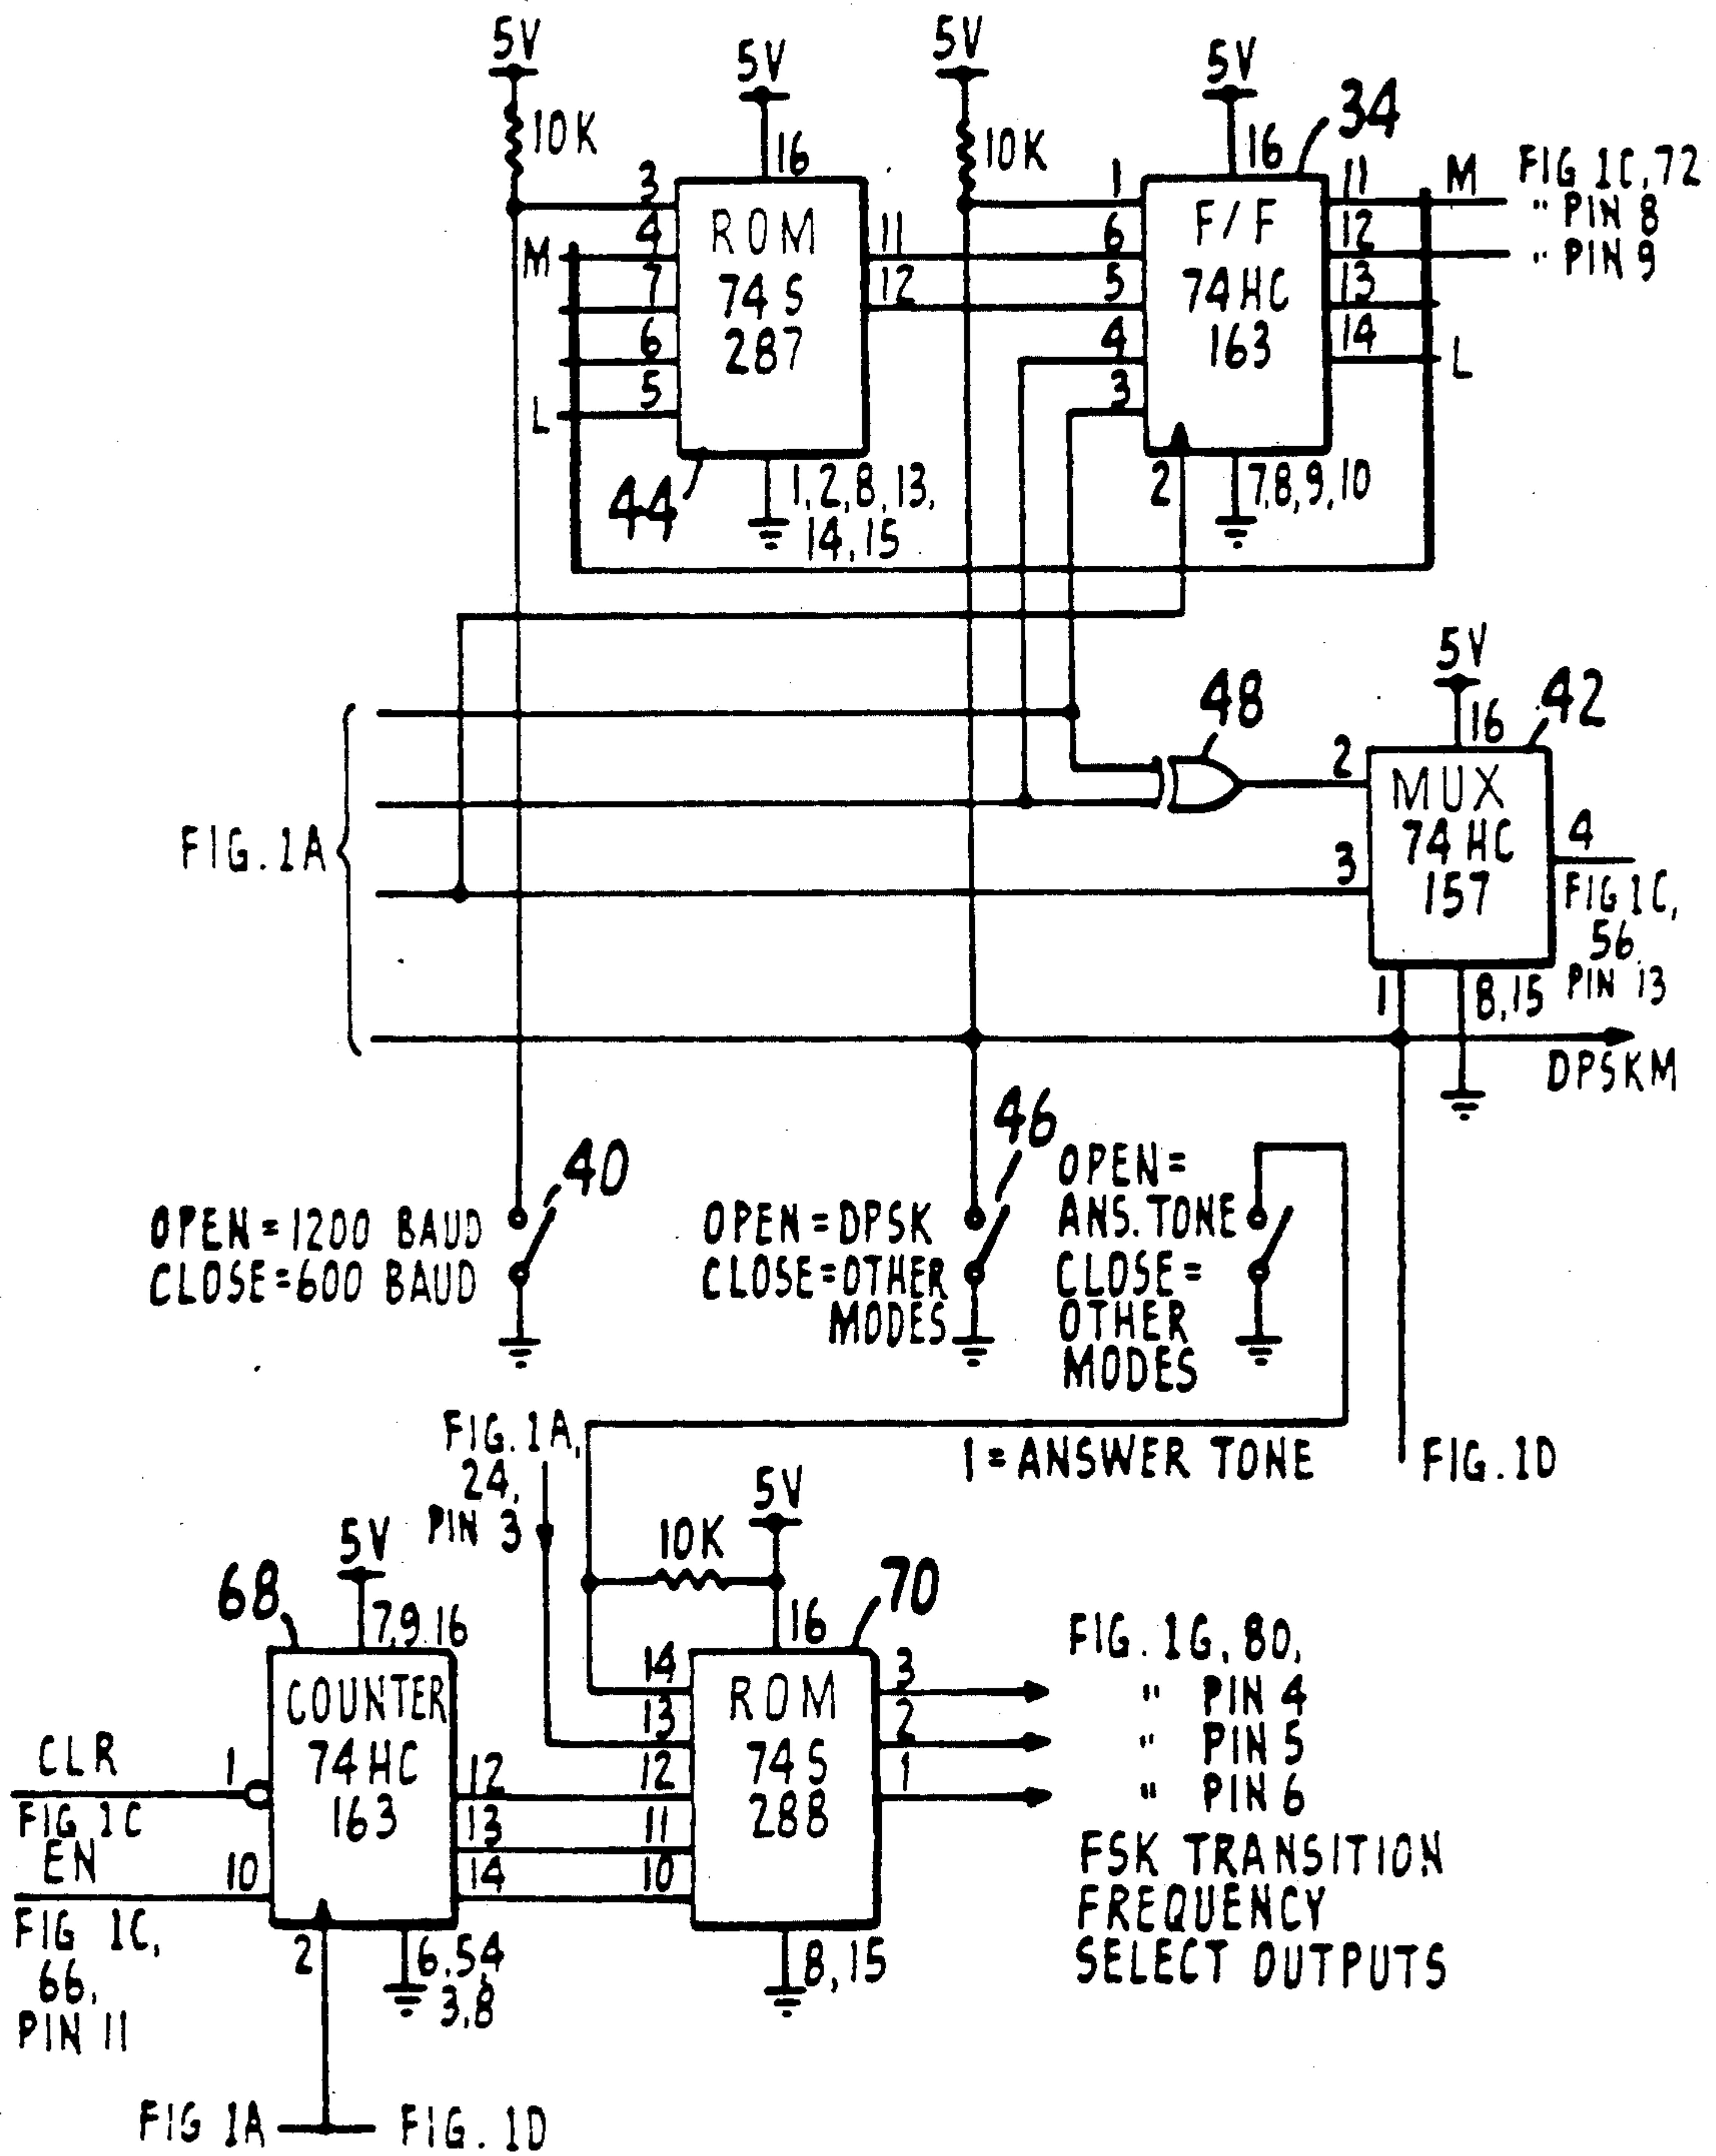 5V
5V
5V
5V
10K
16
10K
16
34
3
4
7
6
5
M
L
ROM
74S
287
11
12
1
6
5
4
3
F/F
74HC
163
11
12
13
14
M
L
FIG 1C, 72
" PIN 8
" PIN 9
44
1, 2, 8, 13,
14, 15
2
7,8,9,10
FIG. 1A
48
5V
16
42
2
3
MUX
74HC
157
4
FIG 1C,
56
PIN 13
1
8,15
DPSKM
40
OPEN=1200 BAUD
CLOSE=600 BAUD
46
OPEN=DPSK
CLOSE=OTHER
MODES
OPEN=
ANS. TONE
CLOSE=
OTHER
MODES
1=ANSWER TONE
FIG. 1D
FIG. 1A,
24,
PIN 3
5V
10K
68
5V
7,9,16
COUNTER
74HC
163
CLR
1
FIG 1C
EN
10
FIG 1C,
66,
PIN 11
2
6,5,4
3,8
12
13
14
70
16
14
13
12
11
10
ROM
74S
288
3
2
1
8,15
FIG. 1G, 80,
" PIN 4
" PIN 5
" PIN 6
FSK TRANSITION
FREQUENCY
SELECT OUTPUTS
FIG 1A
FIG. 1D